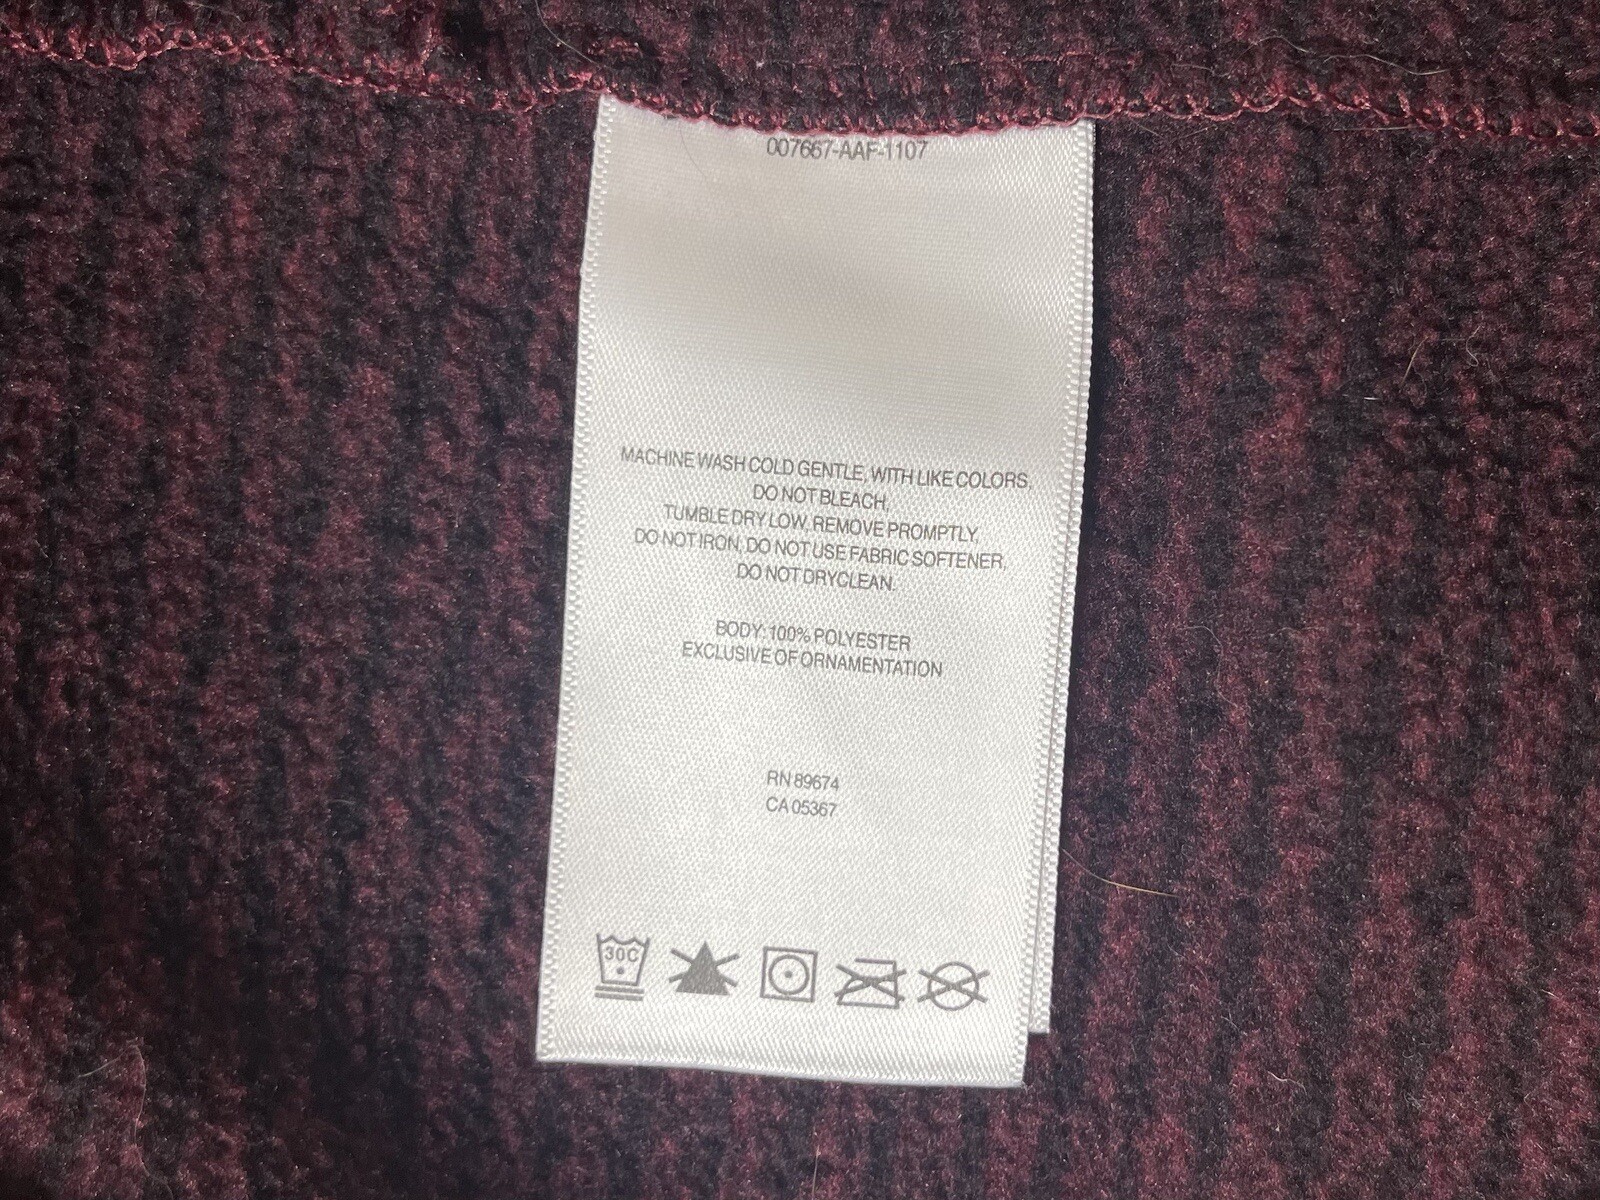 007667-AAF-1107
MACHINE WASH COLD GENTLE, WITH LIKE COLORS.
DO NOT BLEACH,
TUMBLE DRY LOW. REMOVE PROMPTLY,
DO NOT IRON. DO NOT USE FABRIC SOFTENER.
DO NOT DRYCLEAN.
BODY: 100% POLYESTER
EXCLUSIVE OF ORNAMENTATION
RN 89674
CA 05367
30C